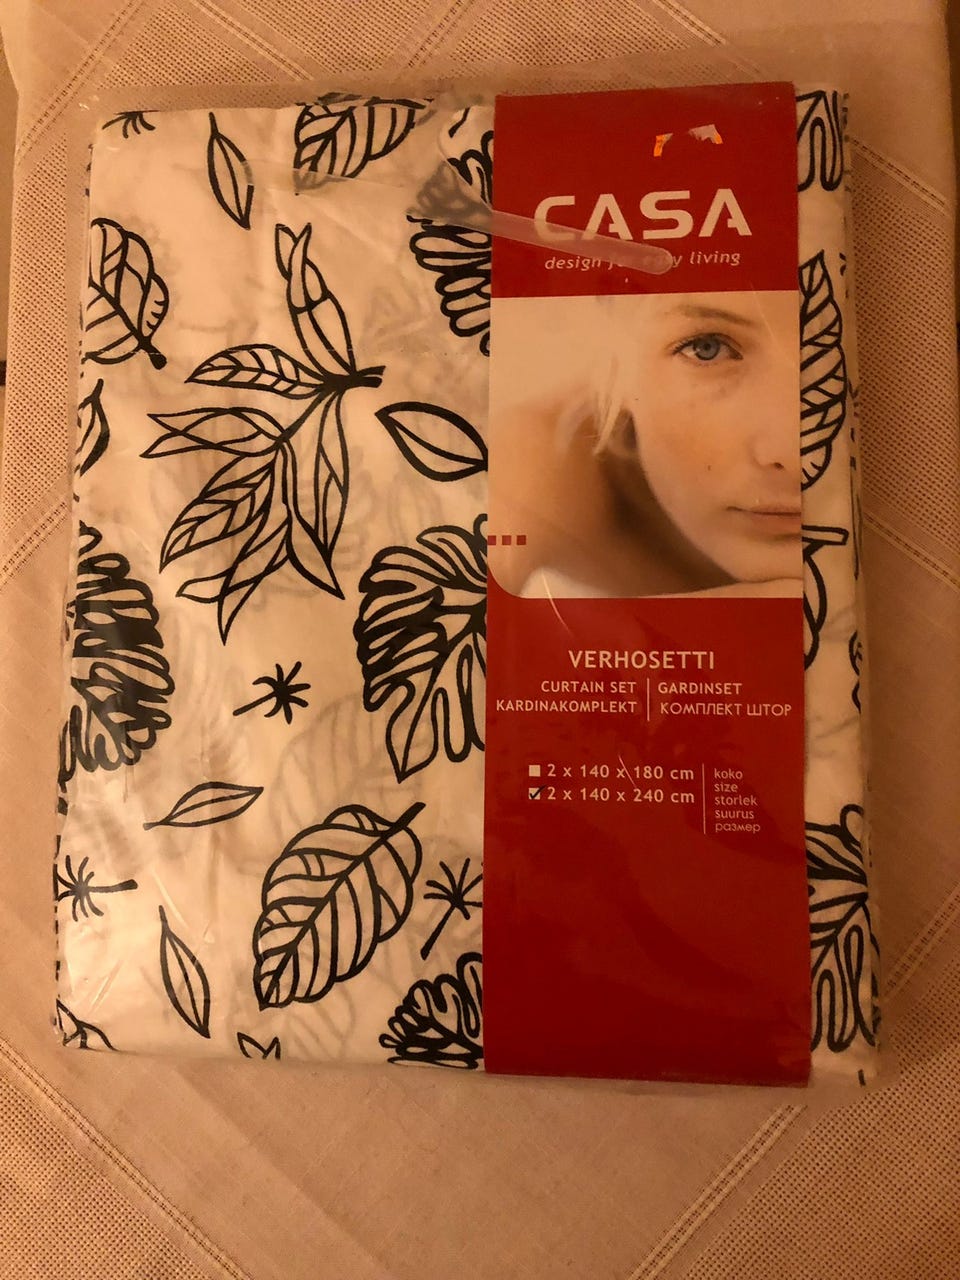 CASA
design living
VERHOSETTI
CURTAIN SET | GARDINSET
KARDINAKOMPLEKT | КОМПЛЕКТ ШТОР
2 x 140 x 180 cm
2 x 140 x 240 cm
koko
size
storlek
suurus
размер